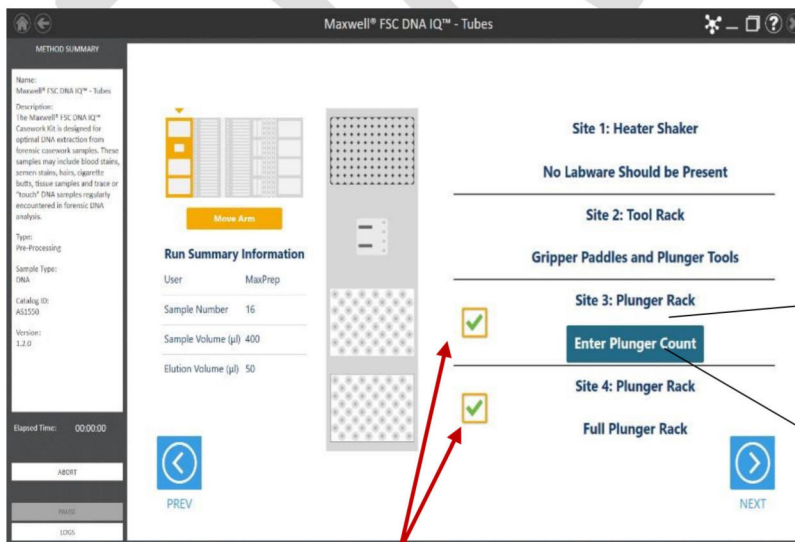 Maxwell® FSC DNA IQ™ - Tubes
METHOD SUMMARY
Name:
Maxwell® FSC DNA IQ™ - Tubes
Description:
The Maxwell® FSC DNA IQ™
Casework Kit is designed for
optimal DNA extraction from
forensic casework samples. These
samples may include blood stains,
semen stains, hairs, cigarette
butts, tissue samples and trace or
"touch" DNA samples regularly
encountered in forensic DNA
analysis.
Type:
Pre-Processing
Sample Type:
DNA
Catalog ID:
AS1550
Version:
1.2.0
Elapsed Time: 00:00:00
ABORT
PAUSE
LOGS
Move Arm
Run Summary Information
User MaxPrep
Sample Number 16
Sample Volume (µl) 400
Elution Volume (µl) 50
PREV
Site 1: Heater Shaker
No Labware Should be Present
Site 2: Tool Rack
Gripper Paddles and Plunger Tools
Site 3: Plunger Rack
Enter Plunger Count
Site 4: Plunger Rack
Full Plunger Rack
NEXT